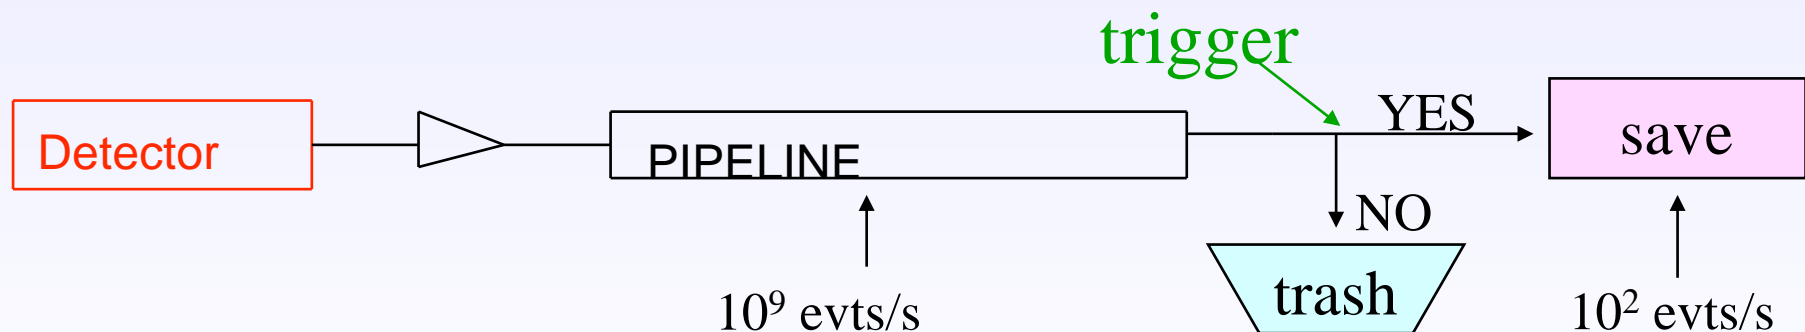 trigger
Detector
PIPELINE
YES
save
NO
trash
10⁹ evts/s
10² evts/s